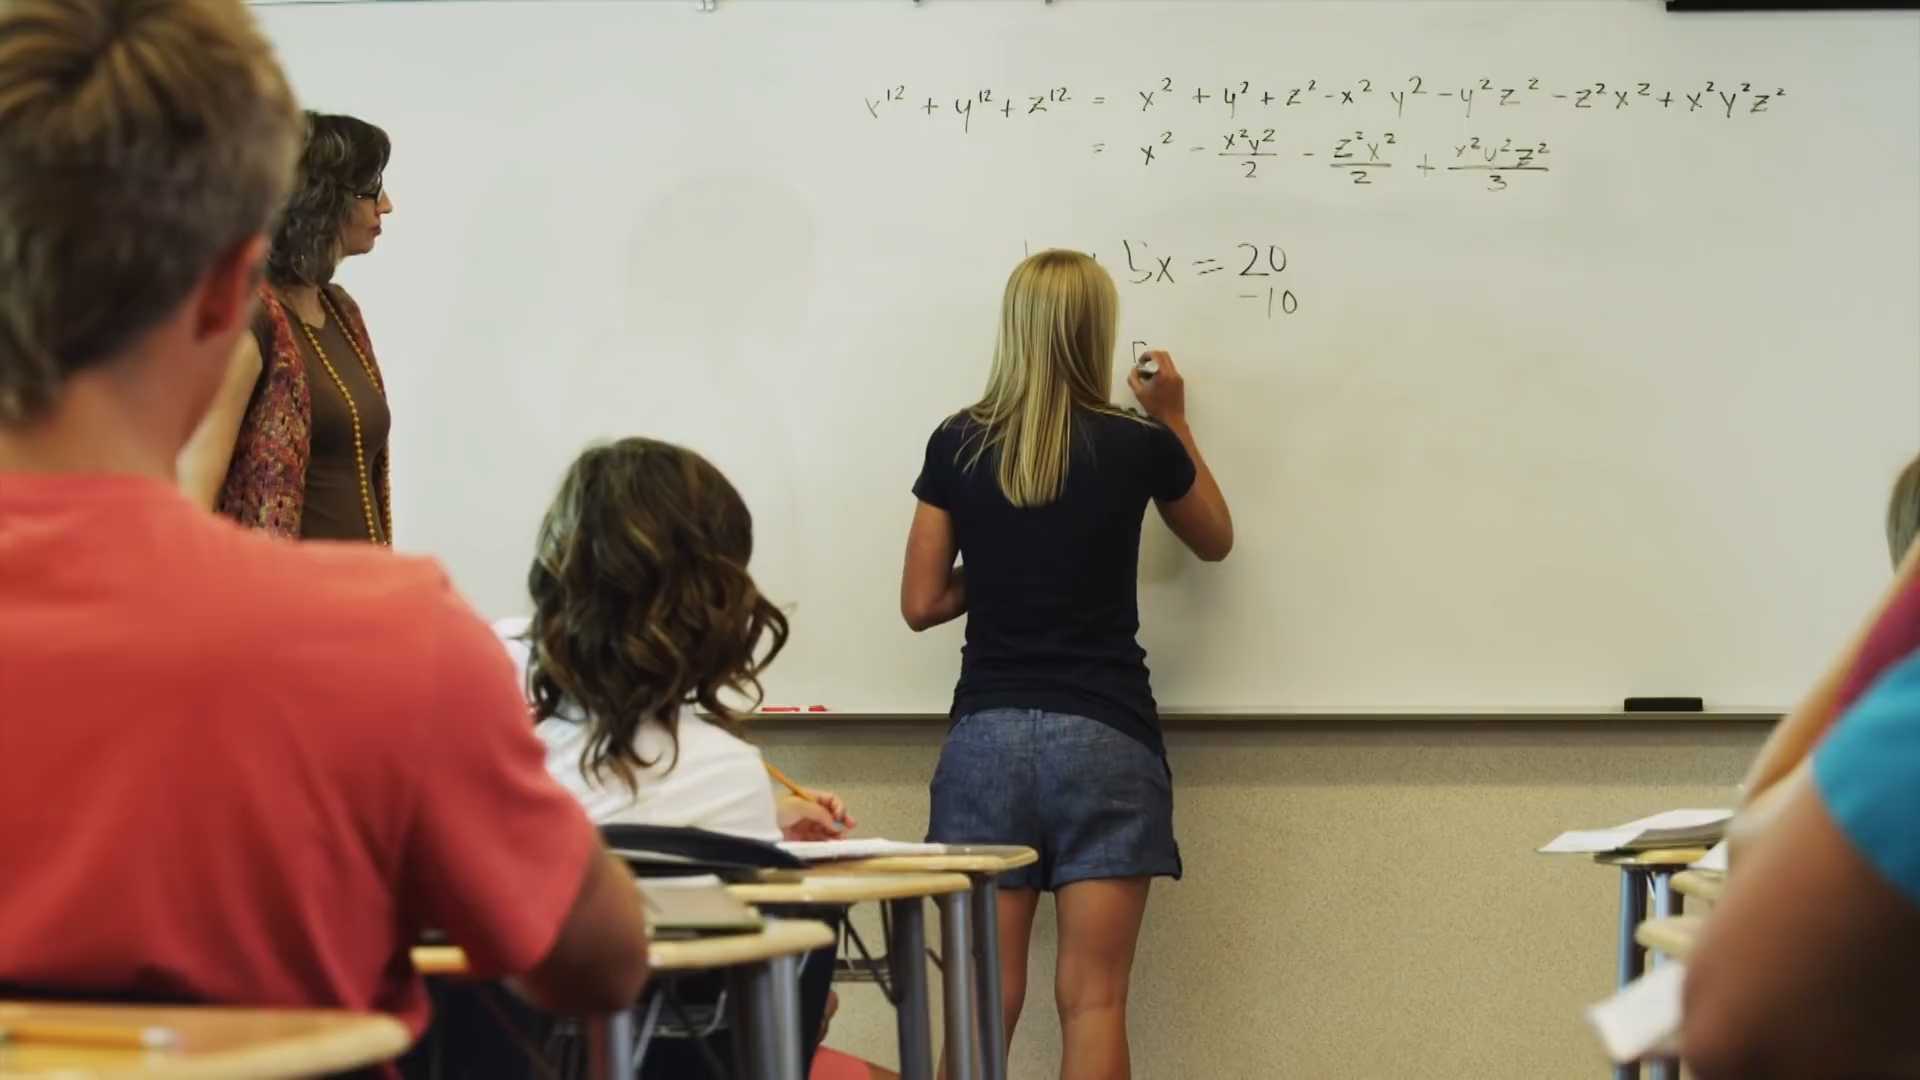 x¹² + y¹² + z¹² = x² + y² + z² - x² y² - y² z² - z² x² + x² y² z²
= x² - x²y²/2 - z²x²/2 + x²y²z²/3
5x = 20
-10